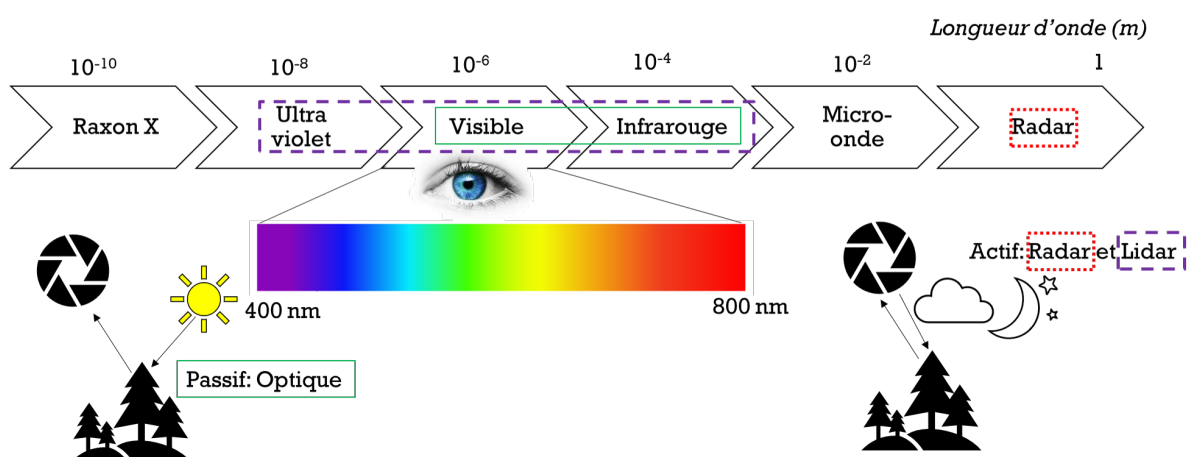 Longueur d’onde (m)
10-10
10-8
10-6
10-4
10-2
1
Raxon X
Ultra
violet
Visible
Infrarouge
Micro-
onde
Radar
400 nm
800 nm
Passif: Optique
Actif: Radar et Lidar